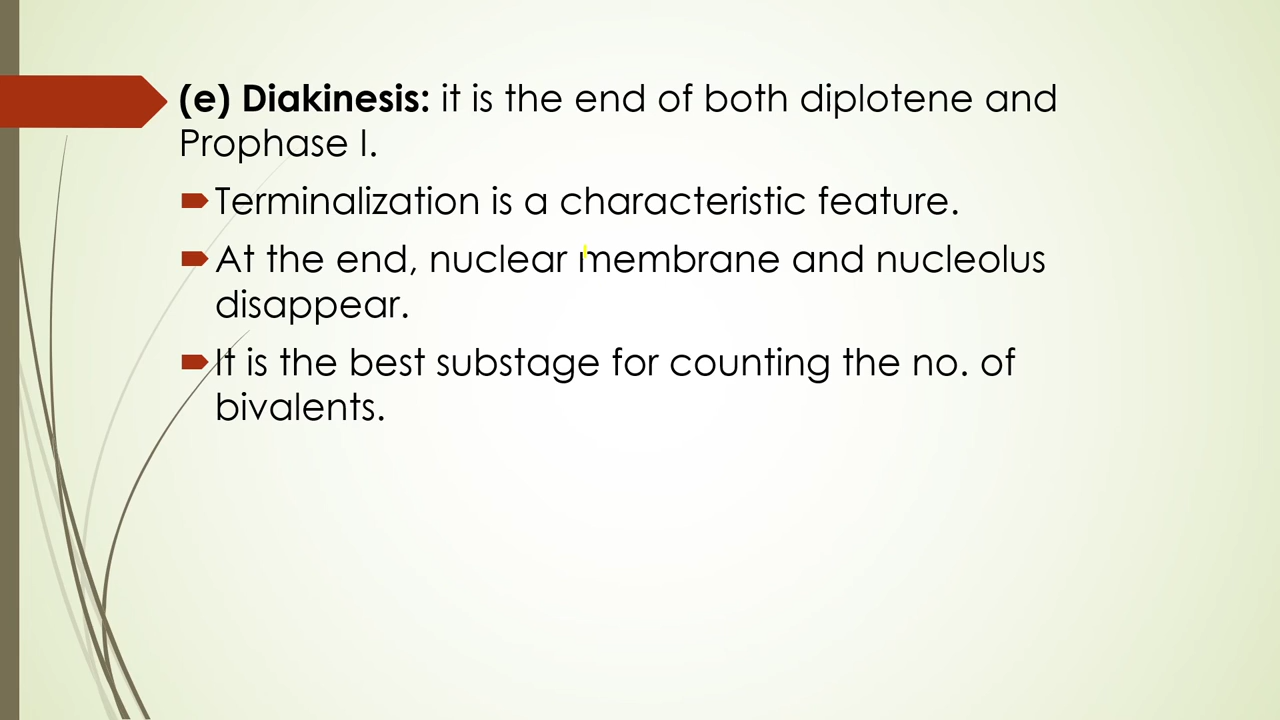 (e) Diakinesis: it is the end of both diplotene and
Prophase I.
Terminalization is a characteristic feature.
At the end, nuclear membrane and nucleolus
disappear.
It is the best substage for counting the no. of
bivalents.